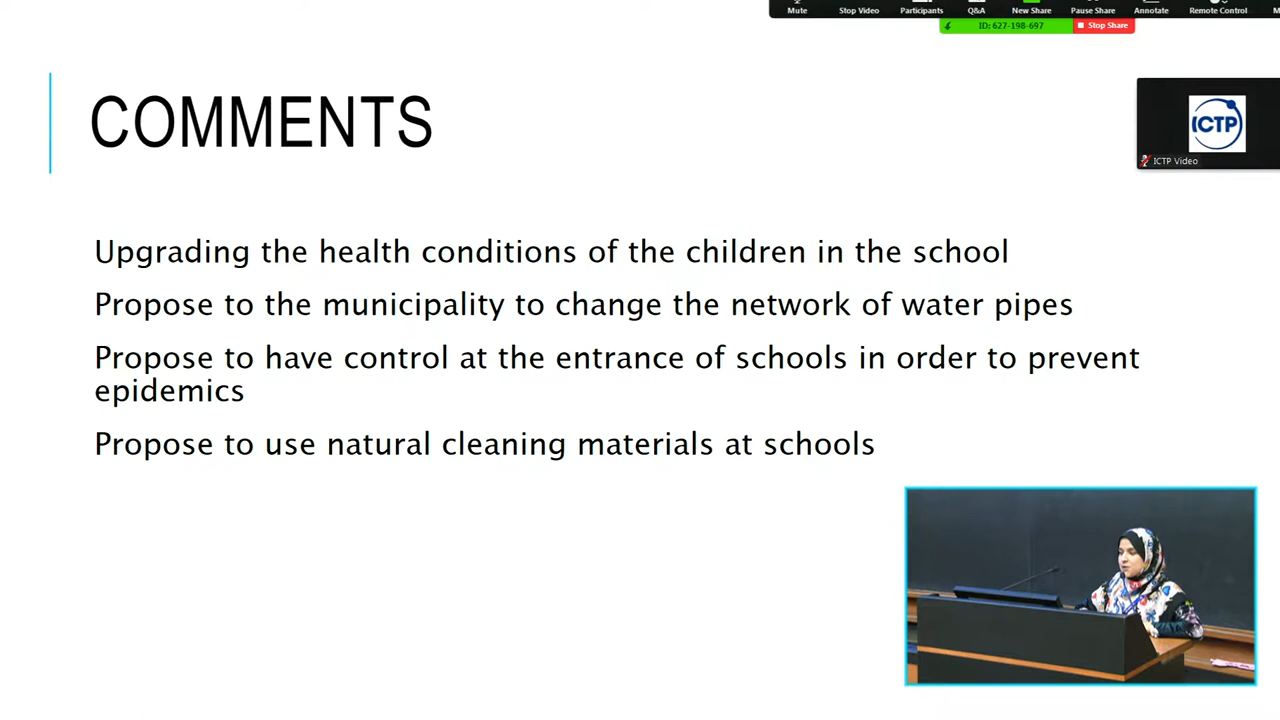 Mute Stop Video Participants Q&A New Share Pause Share Annotate Remote Control
ID: 627-198-697 Stop Share
COMMENTS
ICTP
ICTP Video
Upgrading the health conditions of the children in the school
Propose to the municipality to change the network of water pipes
Propose to have control at the entrance of schools in order to prevent
epidemics
Propose to use natural cleaning materials at schools